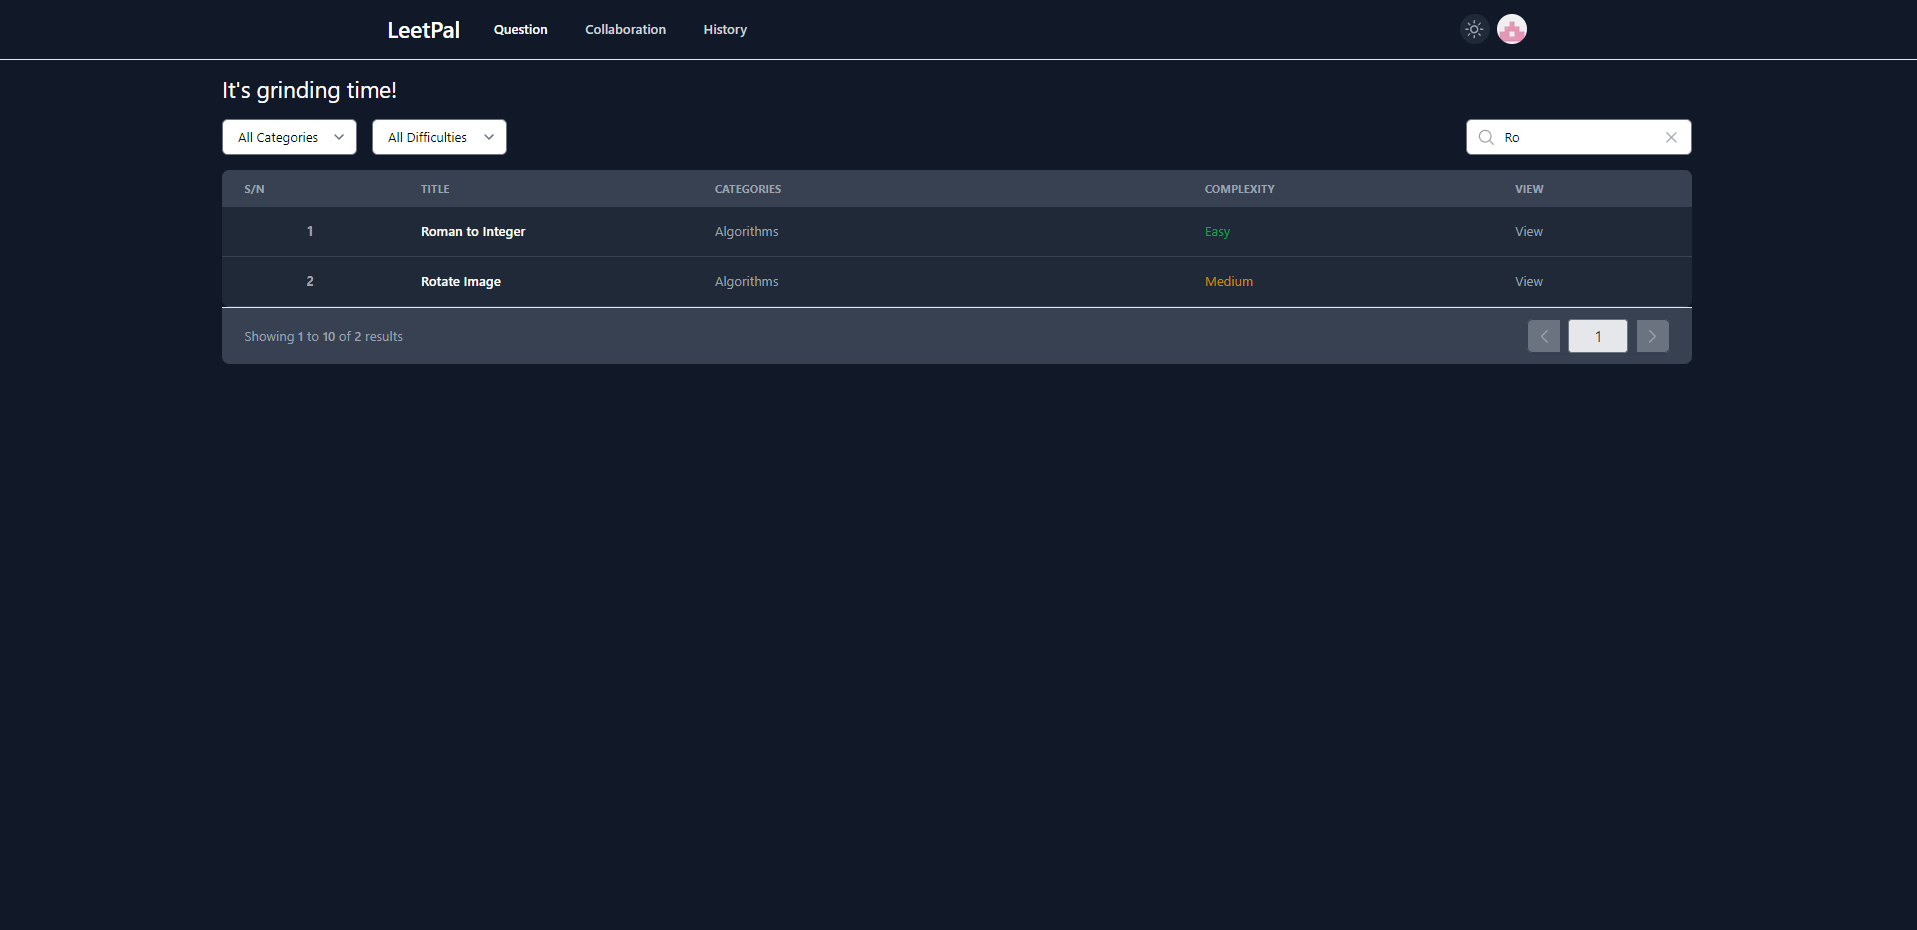 LeetPal Question Collaboration History
It's grinding time!
All Categories All Difficulties Ro
S/N TITLE CATEGORIES COMPLEXITY VIEW
1 Roman to Integer Algorithms Easy View
2 Rotate Image Algorithms Medium View
Showing 1 to 10 of 2 results 1